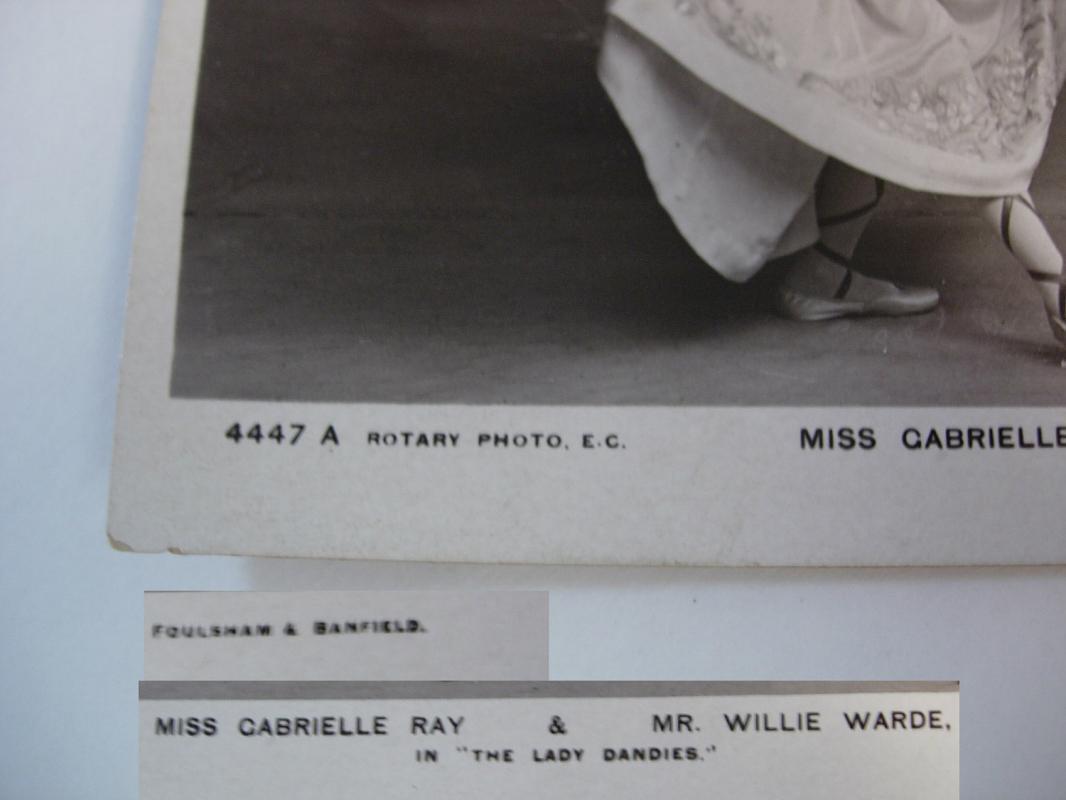 4447 A ROTARY PHOTO, E.C. MISS GABRIELLE
FOULSHAM & BANFIELD.
MISS GABRIELLE RAY & MR. WILLIE WARDE,
IN "THE LADY DANDIES."